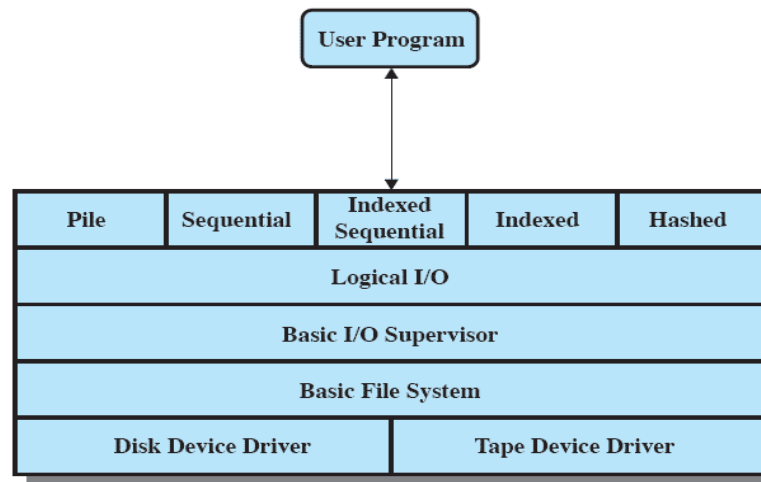 User Program
Pile
Sequential
Indexed
Sequential
Indexed
Hashed
Logical I/O
Basic I/O Supervisor
Basic File System
Disk Device Driver
Tape Device Driver